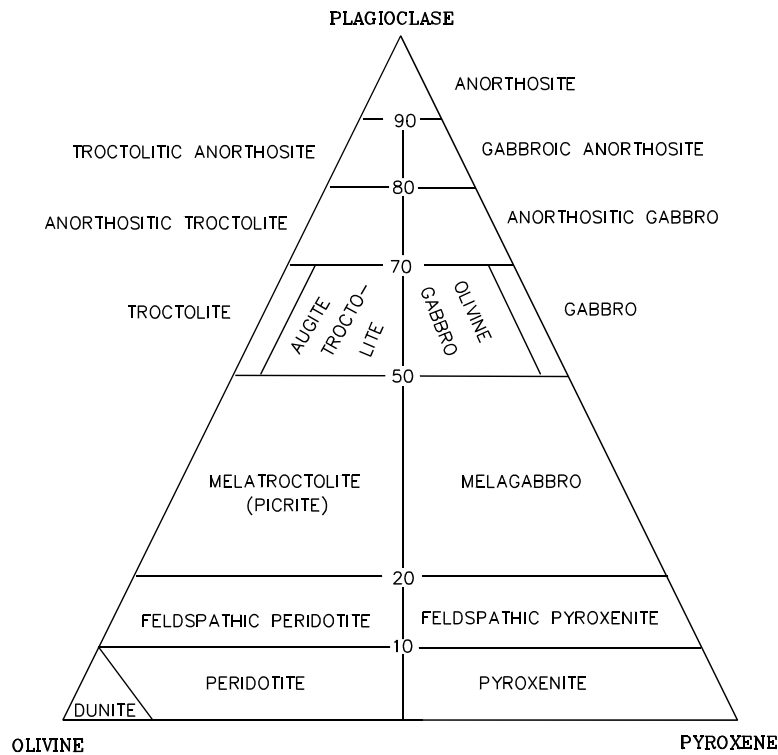 PLAGIOCLASE
ANORTHOSITE
90
TROCTOLITIC ANORTHOSITE
GABBROIC ANORTHOSITE
80
ANORTHOSITIC TROCTOLITE
ANORTHOSITIC GABBRO
70
TROCTOLITE
AUGITE
TROCTO-
LITE
OLIVINE
GABBRO
GABBRO
50
MELATROCTOLITE
(PICRITE)
MELAGABBRO
20
FELDSPATHIC PERIDOTITE
FELDSPATHIC PYROXENITE
10
PERIDOTITE
PYROXENITE
DUNITE
OLIVINE
PYROXENE